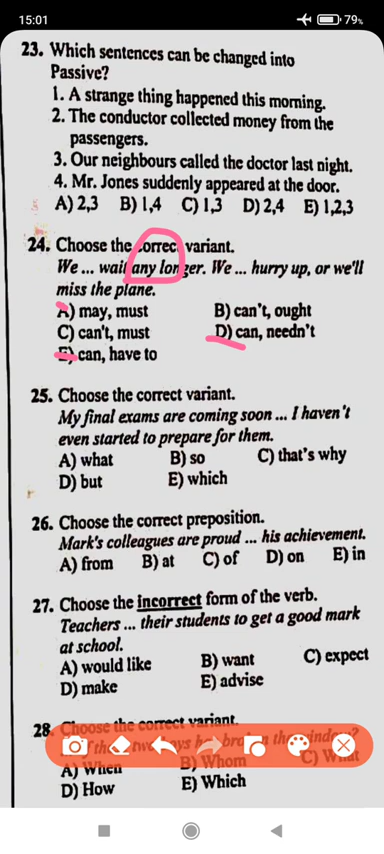 15:01 79%
23. Which sentences can be changed into
Passive?
1. A strange thing happened this morning.
2. The conductor collected money from the
passengers.
3. Our neighbours called the doctor last night.
4. Mr. Jones suddenly appeared at the door.
A) 2,3 B) 1,4 C) 1,3 D) 2,4 E) 1,2,3
24. Choose the correct variant.
We ... wait any longer. We ... hurry up, or we'll
miss the plane.
A) may, must B) can't, ought
C) can't, must D) can, needn't
E) can, have to
25. Choose the correct variant.
My final exams are coming soon ... I haven't
even started to prepare for them.
A) what B) so C) that's why
D) but E) which
26. Choose the correct preposition.
Mark's colleagues are proud ... his achievement.
A) from B) at C) of D) on E) in
27. Choose the incorrect form of the verb.
Teachers ... their students to get a good mark
at school.
A) would like B) want C) expect
D) make E) advise
28. Choose the correct variant.
A) When B) Whom C) What
D) How E) Which